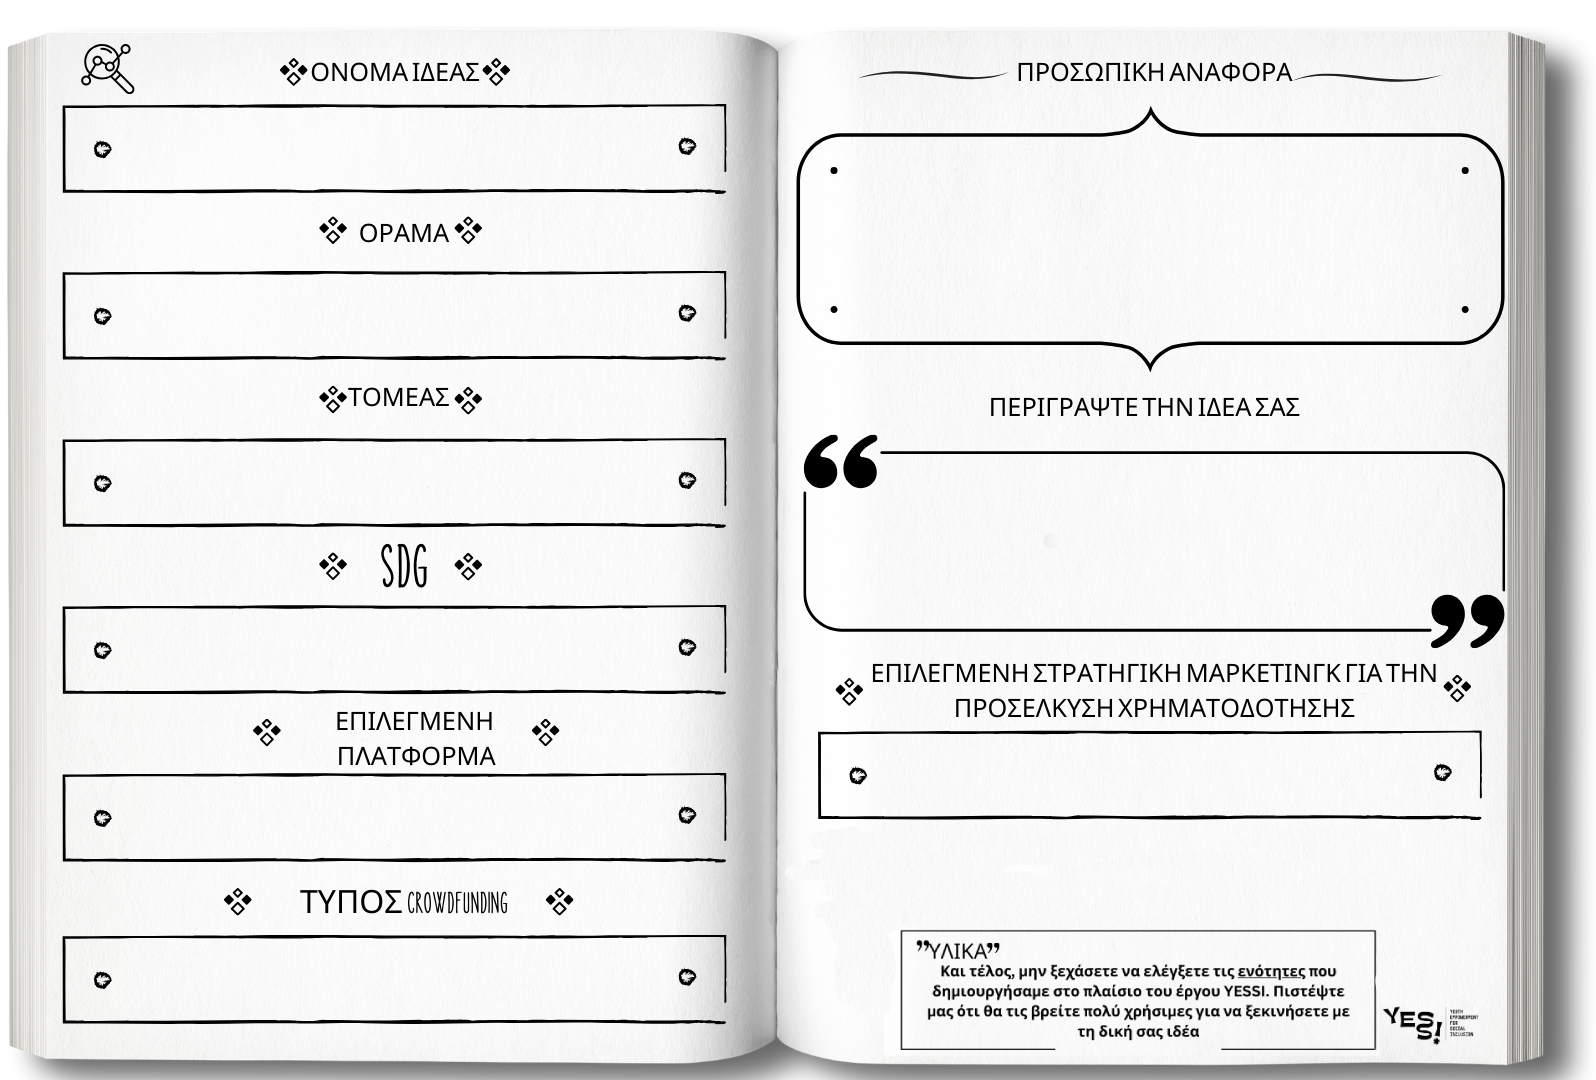 ΟΝΟΜΑ ΙΔΕΑΣ
ΟΡΑΜΑ
ΤΟΜΕΑΣ
SDG
ΕΠΙΛΕΓΜΕΝΗ
ΠΛΑΤΦΟΡΜΑ
ΤΥΠΟΣ CROWDFUNDING
ΠΡΟΣΩΠΙΚΗ ΑΝΑΦΟΡΑ
ΠΕΡΙΓΡΑΨΤΕ ΤΗΝ ΙΔΕΑ ΣΑΣ
ΕΠΙΛΕΓΜΕΝΗ ΣΤΡΑΤΗΓΙΚΗ ΜΑΡΚΕΤΙΝΓΚ ΓΙΑ ΤΗΝ
ΠΡΟΣΕΛΚΥΣΗ ΧΡΗΜΑΤΟΔΟΤΗΣΗΣ
”ΥΛΙΚΑ”
Και τέλος, μην ξεχάσετε να ελέγξετε τις ενότητες που
δημιουργήσαμε στο πλαίσιο του έργου YESSI. Πιστέψτε
μας ότι θα τις βρείτε πολύ χρήσιμες για να ξεκινήσετε με
τη δική σας ιδέα
YESS!
YOUTH
EMPOWERMENT
FOR
SOCIAL
INCLUSION